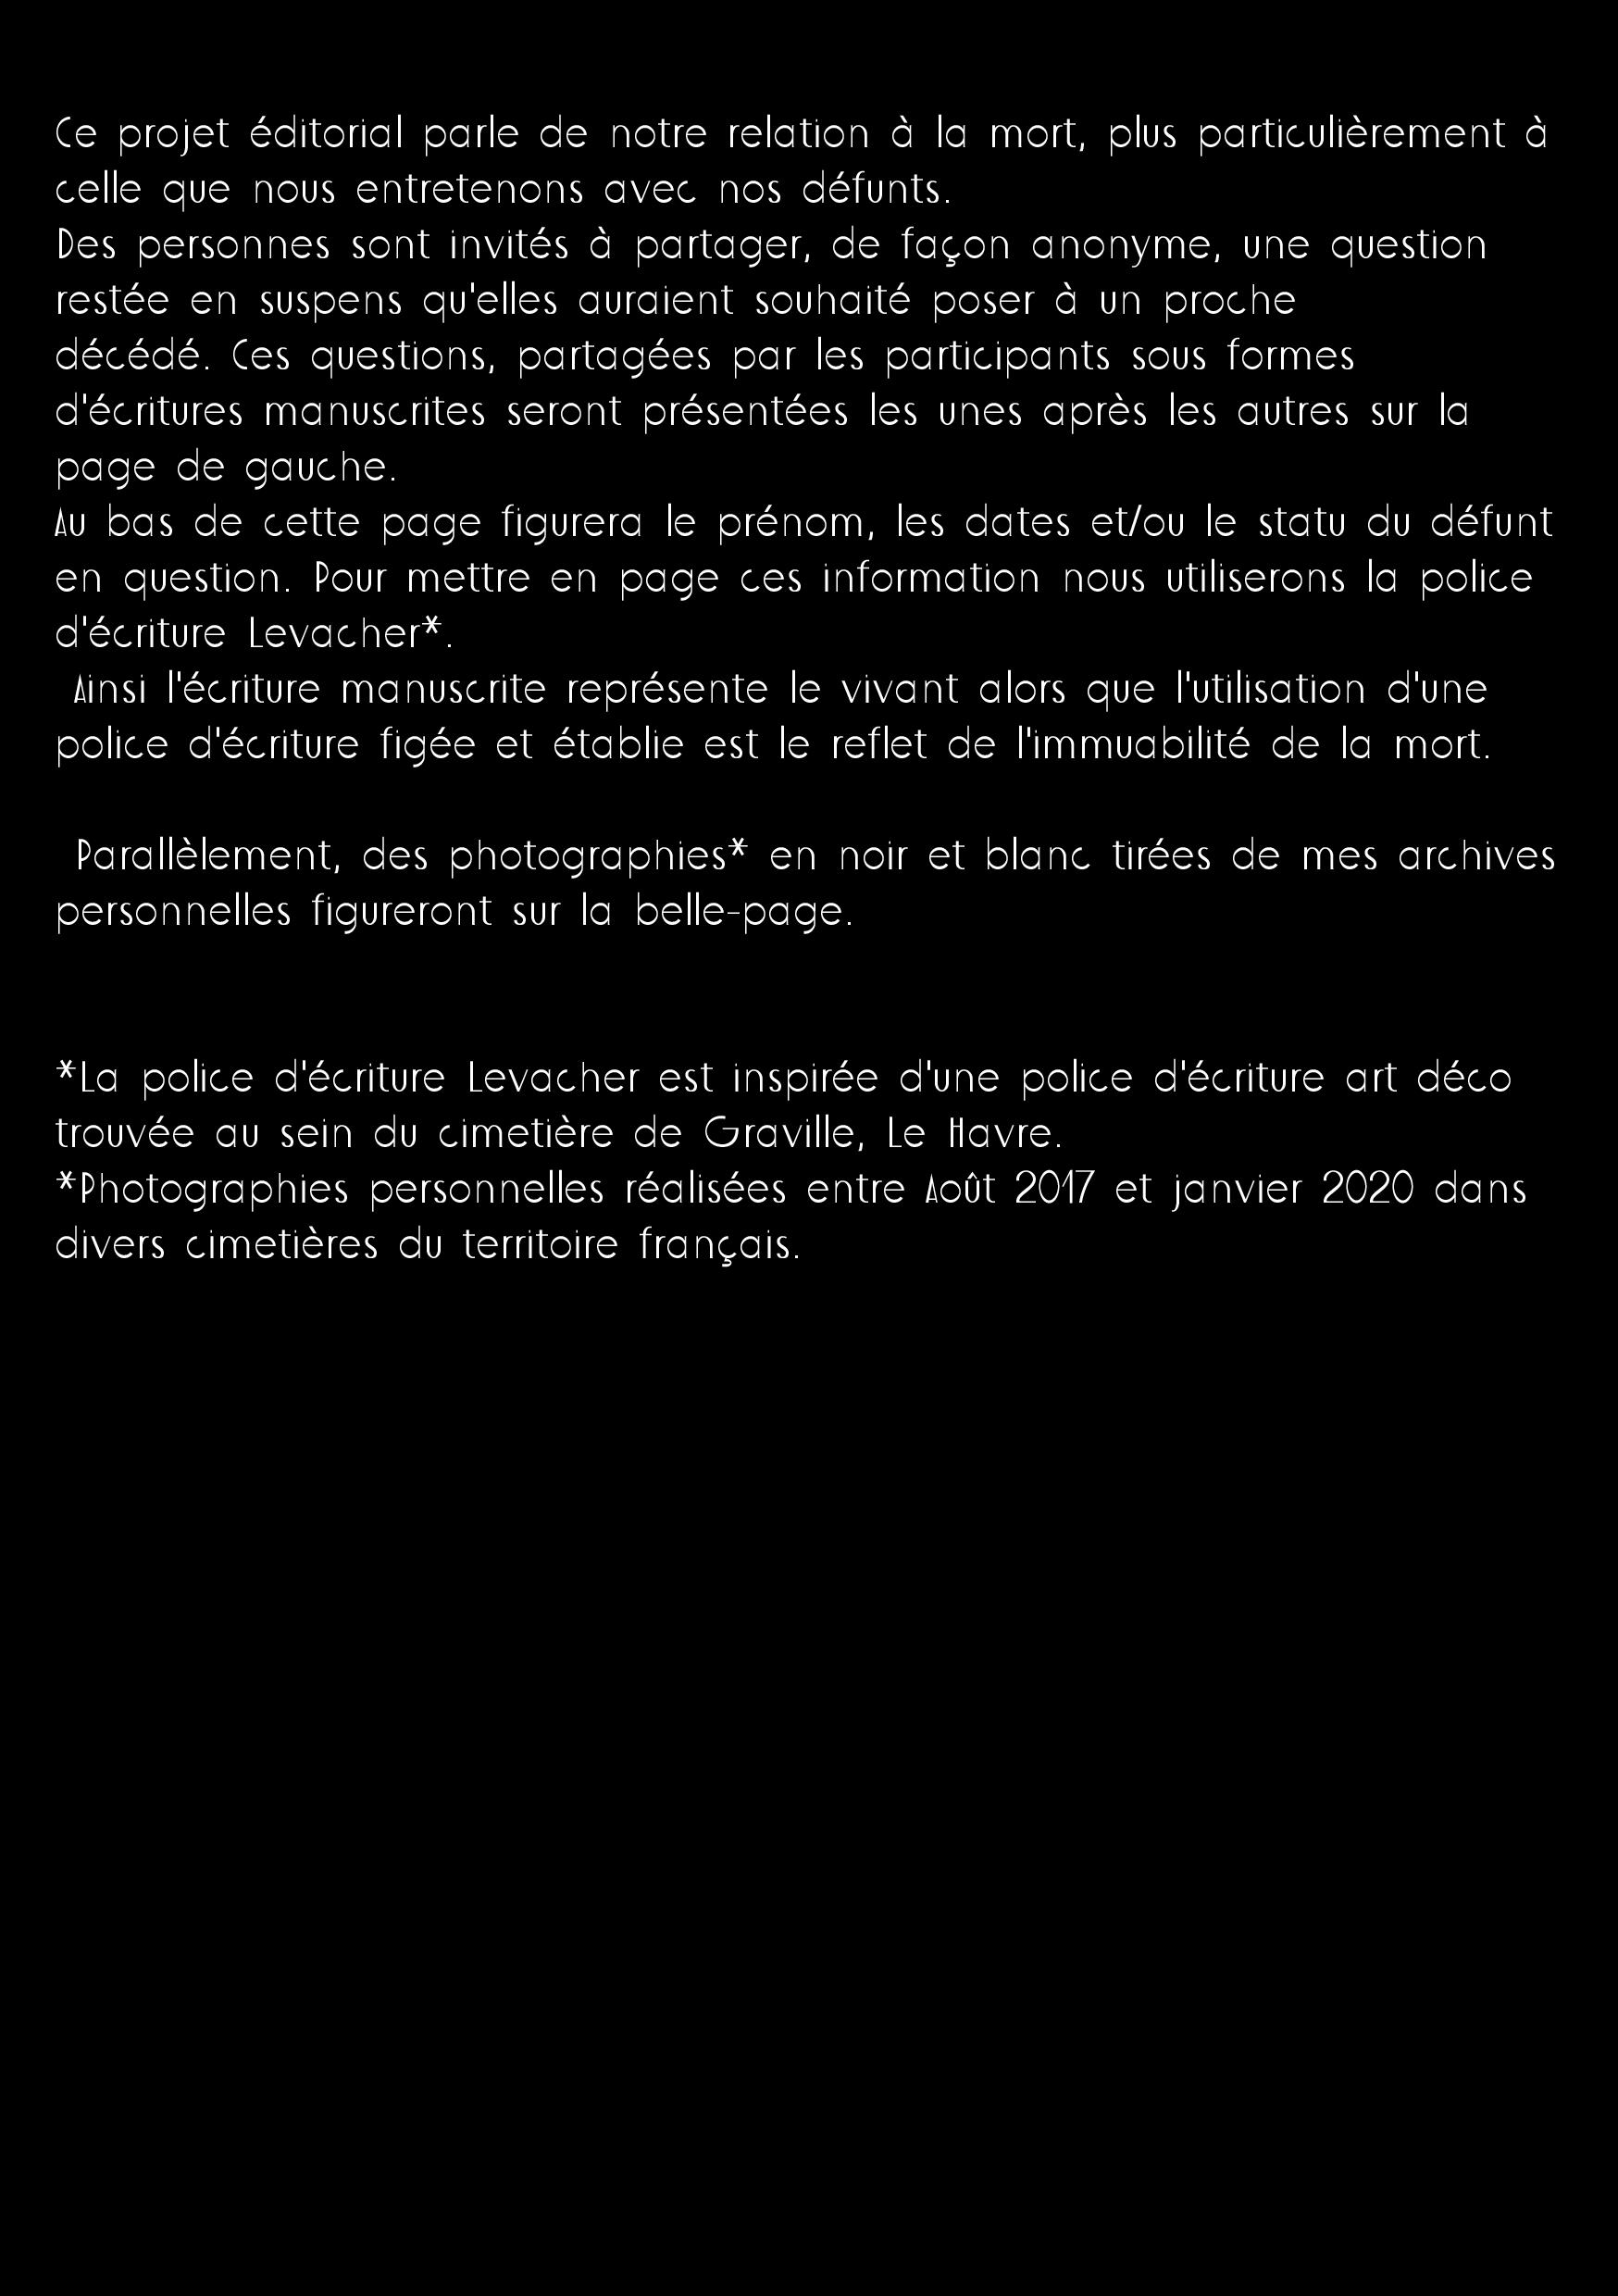 Ce projet éditorial parle de notre relation à la mort, plus particulièrement à
celle que nous entretenons avec nos défunts.
Des personnes sont invités à partager, de façon anonyme, une question
restée en suspens qu'elles auraient souhaité poser à un proche
décédé. Ces questions, partagées par les participants sous formes
d'écritures manuscrites seront présentées les unes après les autres sur la
page de gauche.
Au bas de cette page figurera le prénom, les dates et/ou le statu du défunt
en question. Pour mettre en page ces information nous utiliserons la police
d'écriture Levacher*.
Ainsi l'écriture manuscrite représente le vivant alors que l'utilisation d'une
police d'écriture figée et établie est le reflet de l'immuabilité de la mort.
Parallèlement, des photographies* en noir et blanc tirées de mes archives
personnelles figureront sur la belle-page.
*La police d'écriture Levacher est inspirée d'une police d'écriture art déco
trouvée au sein du cimetière de Graville, Le Havre.
*Photographies personnelles réalisées entre Août 2017 et janvier 2020 dans
divers cimetières du territoire français.